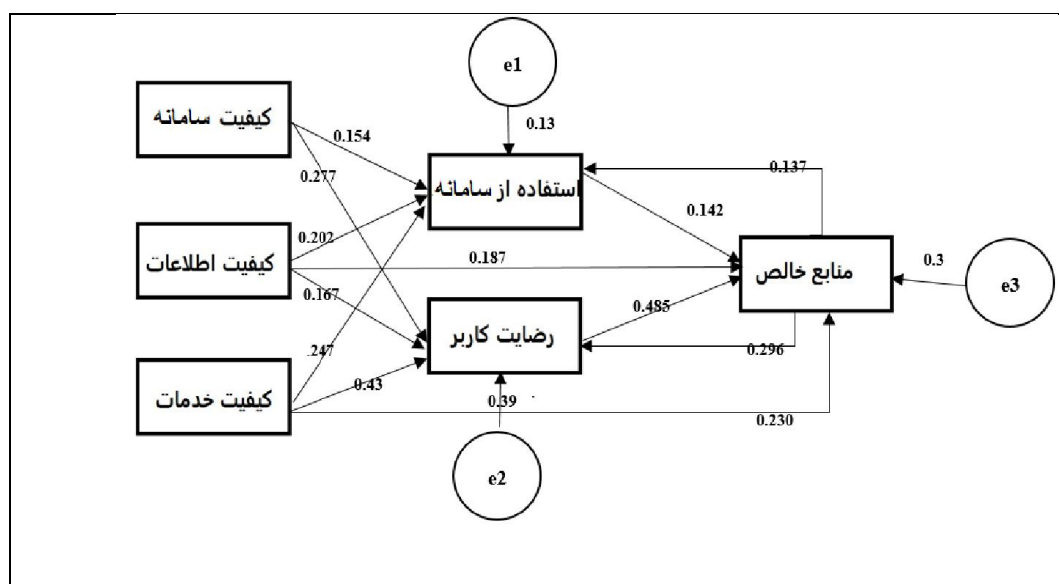 e1
کیفیت سامانه
0.13
0.154
0.277
استفاده از سامانه
0.137
0.142
0.202
کیفیت اطلاعات
0.187
منابع خالص
0.3
e3
0.167
0.485
رضایت کاربر
.247
0.296
0.43
کیفیت خدمات
0.39
0.230
e2